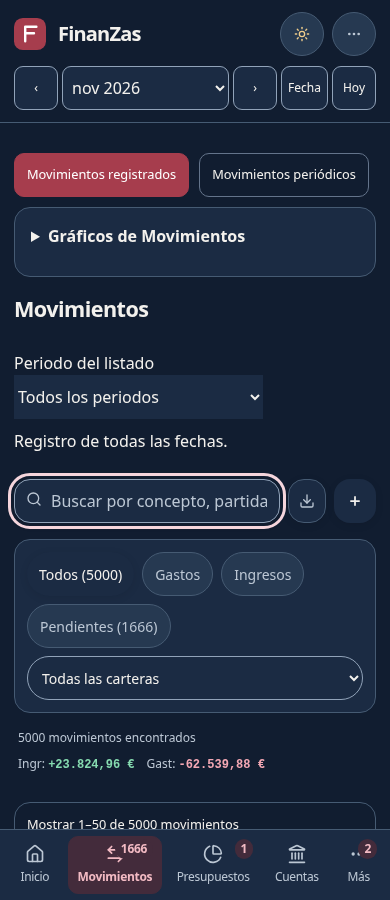 FinanZas
‹
nov 2026
›
Fecha
Hoy
Movimientos registrados
Movimientos periódicos
Gráficos de Movimientos
Movimientos
Periodo del listado
Todos los periodos
Registro de todas las fechas.
Buscar por concepto, partida
+
Todos (5000)
Gastos
Ingresos
Pendientes (1666)
Todas las carteras
5000 movimientos encontrados
Ingr: +23.824,96 € Gast: -62.539,88 €
Mostrar 1–50 de 5000 movimientos
Inicio
1666
Movimientos
1
Presupuestos
Cuentas
2
Más